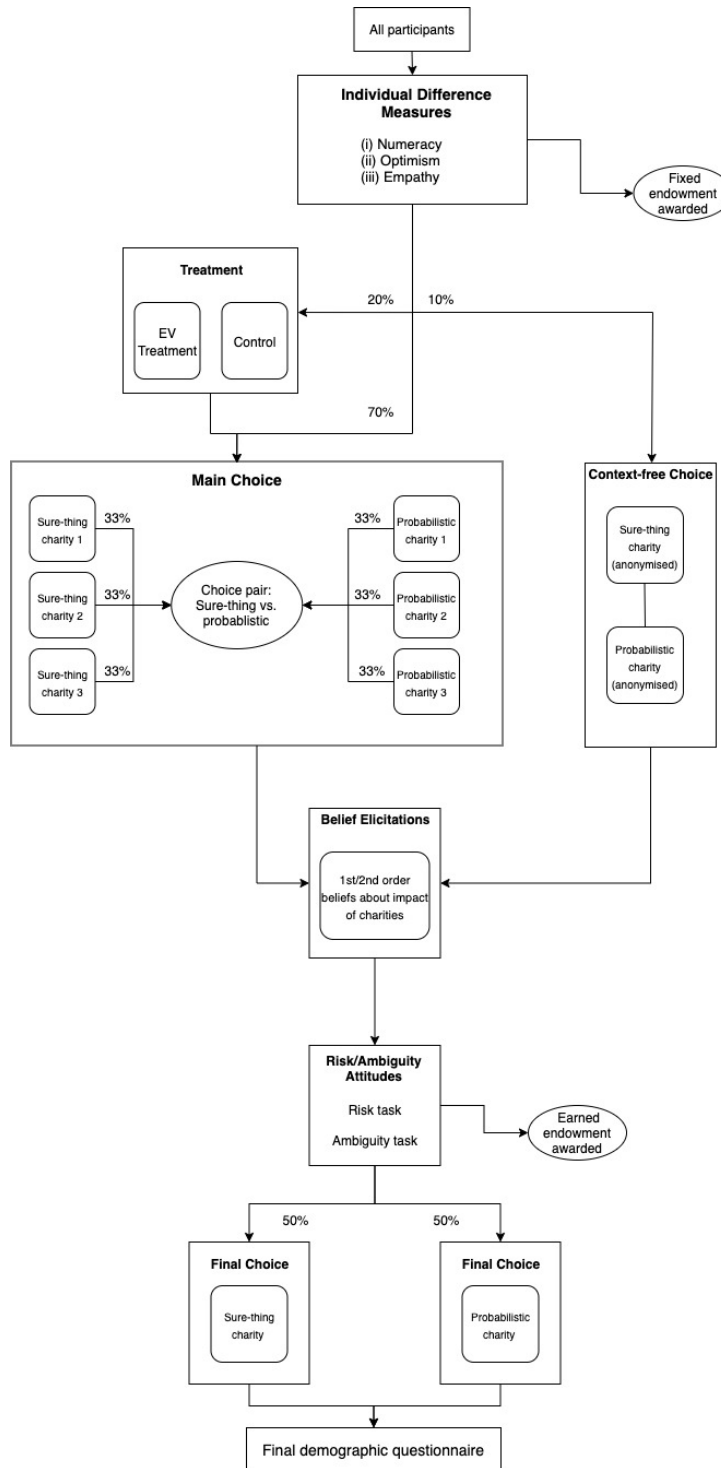 All participants
Individual Difference
Measures
(i) Numeracy
(ii) Optimism
(iii) Empathy
Fixed
endowment
awarded
Treatment
EV
Treatment
Control
20%
10%
70%
Main Choice
Sure-thing
charity 1
33%
33%
Probabilistic
charity 1
Sure-thing
charity 2
33%
Choice pair:
Sure-thing vs.
probablistic
33%
Probabilistic
charity 2
Sure-thing
charity 3
33%
33%
Probabilistic
charity 3
Context-free Choice
Sure-thing
charity
(anonymised)
Probabilistic
charity
(anonymised)
Belief Elicitations
1st/2nd order
beliefs about impact
of charities
Risk/Ambiguity
Attitudes
Risk task
Ambiguity task
Earned
endowment
awarded
50%
50%
Final Choice
Sure-thing
charity
Final Choice
Probabilistic
charity
Final demographic questionnaire